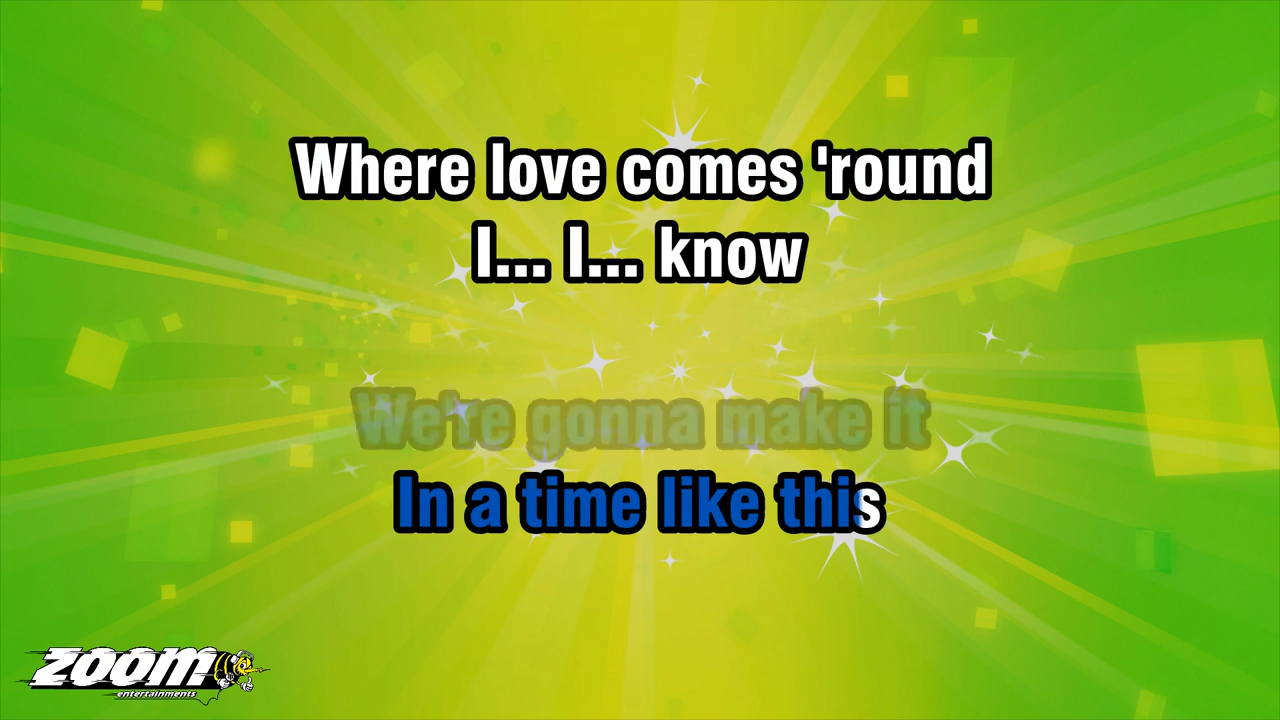 Where love comes 'round
I... I... know
We're gonna make it
In a time like this
ZOOM
entertainments